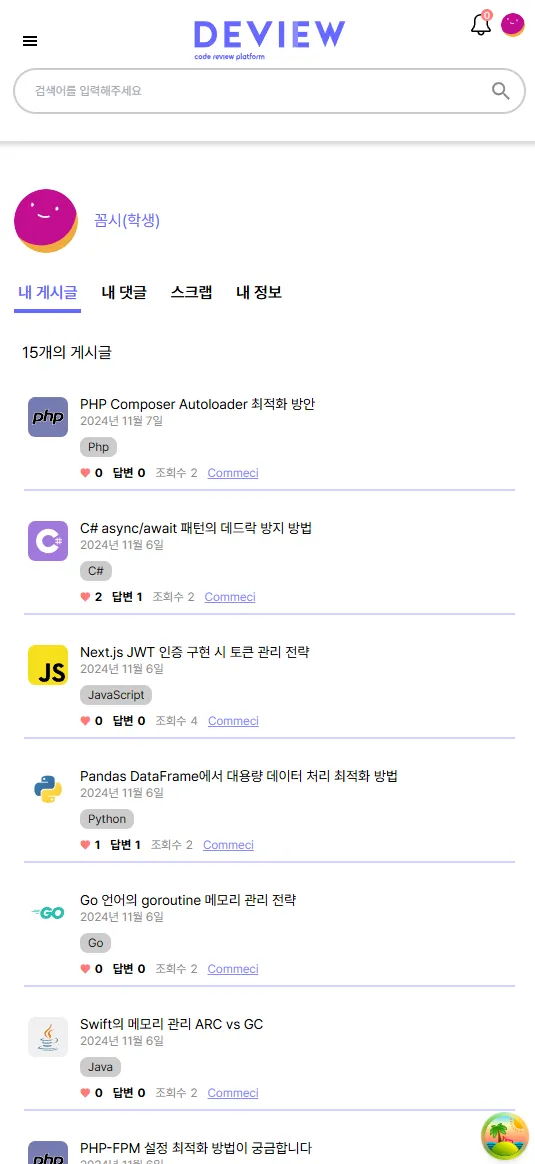 DEVIEW
code review platform
0
검색어를 입력해주세요
꼼시(학생)
내 게시글 내 댓글 스크랩 내 정보
15개의 게시글
php
PHP Composer Autoloader 최적화 방안
2024년 11월 7일
Php
0 답변 0 조회수 2 Commeci
C#
C# async/await 패턴의 데드락 방지 방법
2024년 11월 6일
C#
2 답변 1 조회수 2 Commeci
JS
Next.js JWT 인증 구현 시 토큰 관리 전략
2024년 11월 6일
JavaScript
0 답변 0 조회수 4 Commeci
Pandas DataFrame에서 대용량 데이터 처리 최적화 방법
2024년 11월 6일
Python
1 답변 1 조회수 2 Commeci
GO
Go 언어의 goroutine 메모리 관리 전략
2024년 11월 6일
Go
0 답변 0 조회수 2 Commeci
Swift의 메모리 관리 ARC vs GC
2024년 11월 6일
Java
0 답변 0 조회수 2 Commeci
php
PHP-FPM 설정 최적화 방법이 궁금합니다
2024년 11월 6일